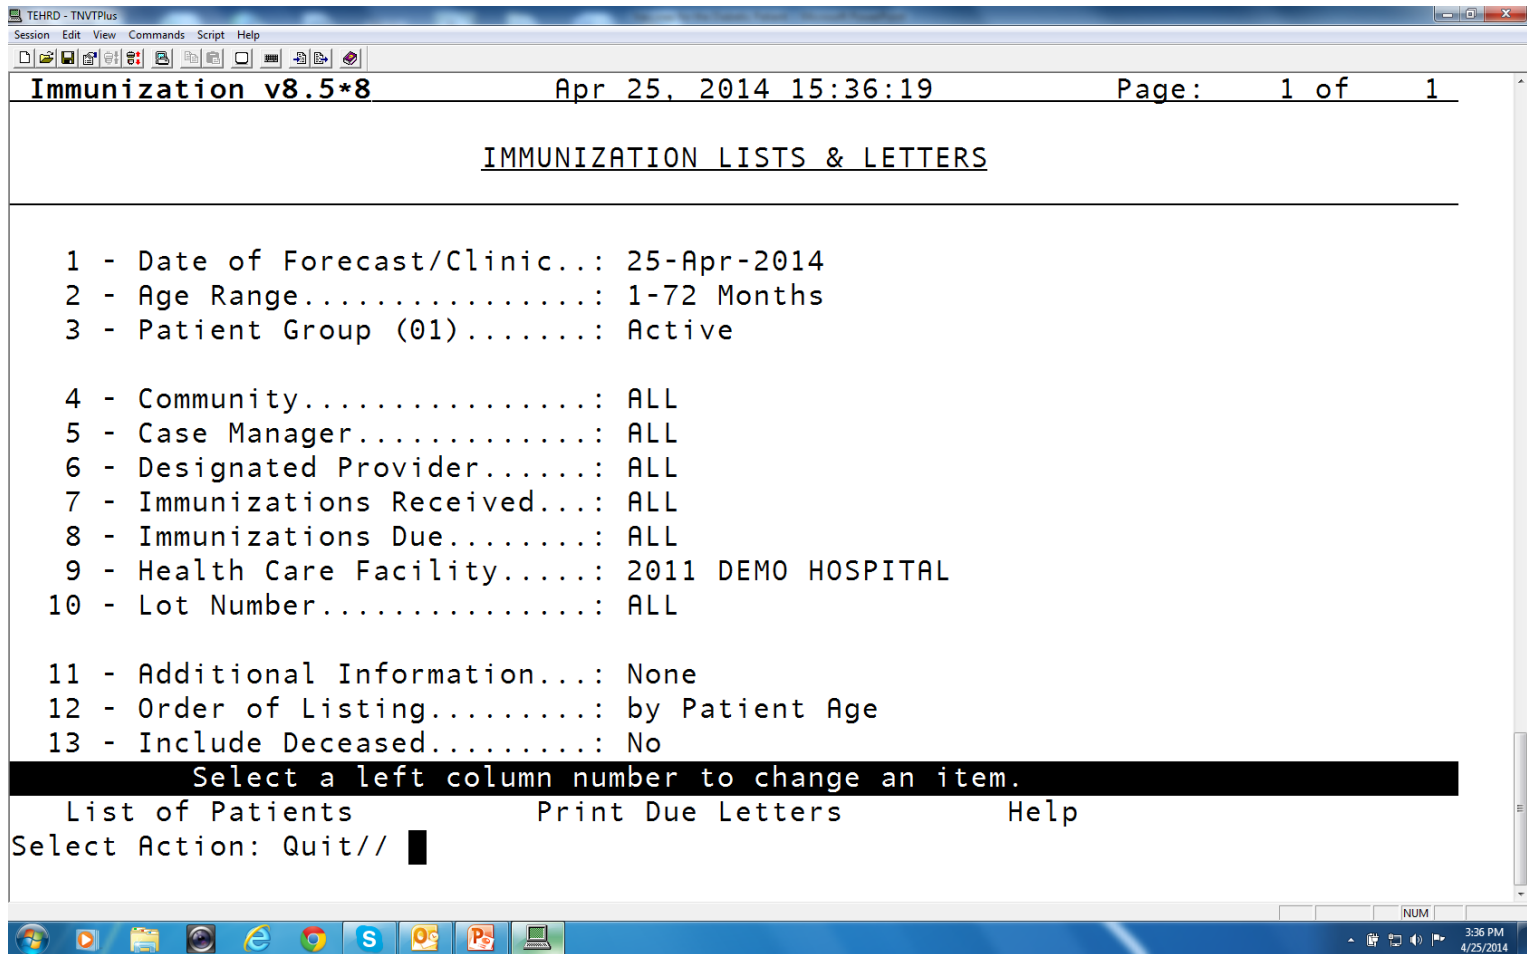 TEHRD - TNVTPlus
Session Edit View Commands Script Help
Immunization v8.5*8 Apr 25, 2014 15:36:19 Page: 1 of 1
IMMUNIZATION LISTS & LETTERS
1 - Date of Forecast/Clinic..: 25-Apr-2014
2 - Age Range................: 1-72 Months
3 - Patient Group (01).......: Active
4 - Community................: ALL
5 - Case Manager.............: ALL
6 - Designated Provider......: ALL
7 - Immunizations Received...: ALL
8 - Immunizations Due........: ALL
9 - Health Care Facility.....: 2011 DEMO HOSPITAL
10 - Lot Number...............: ALL
11 - Additional Information...: None
12 - Order of Listing.........: by Patient Age
13 - Include Deceased.........: No
Select a left column number to change an item.
List of Patients Print Due Letters Help
Select Action: Quit//
NUM
3:36 PM
4/25/2014